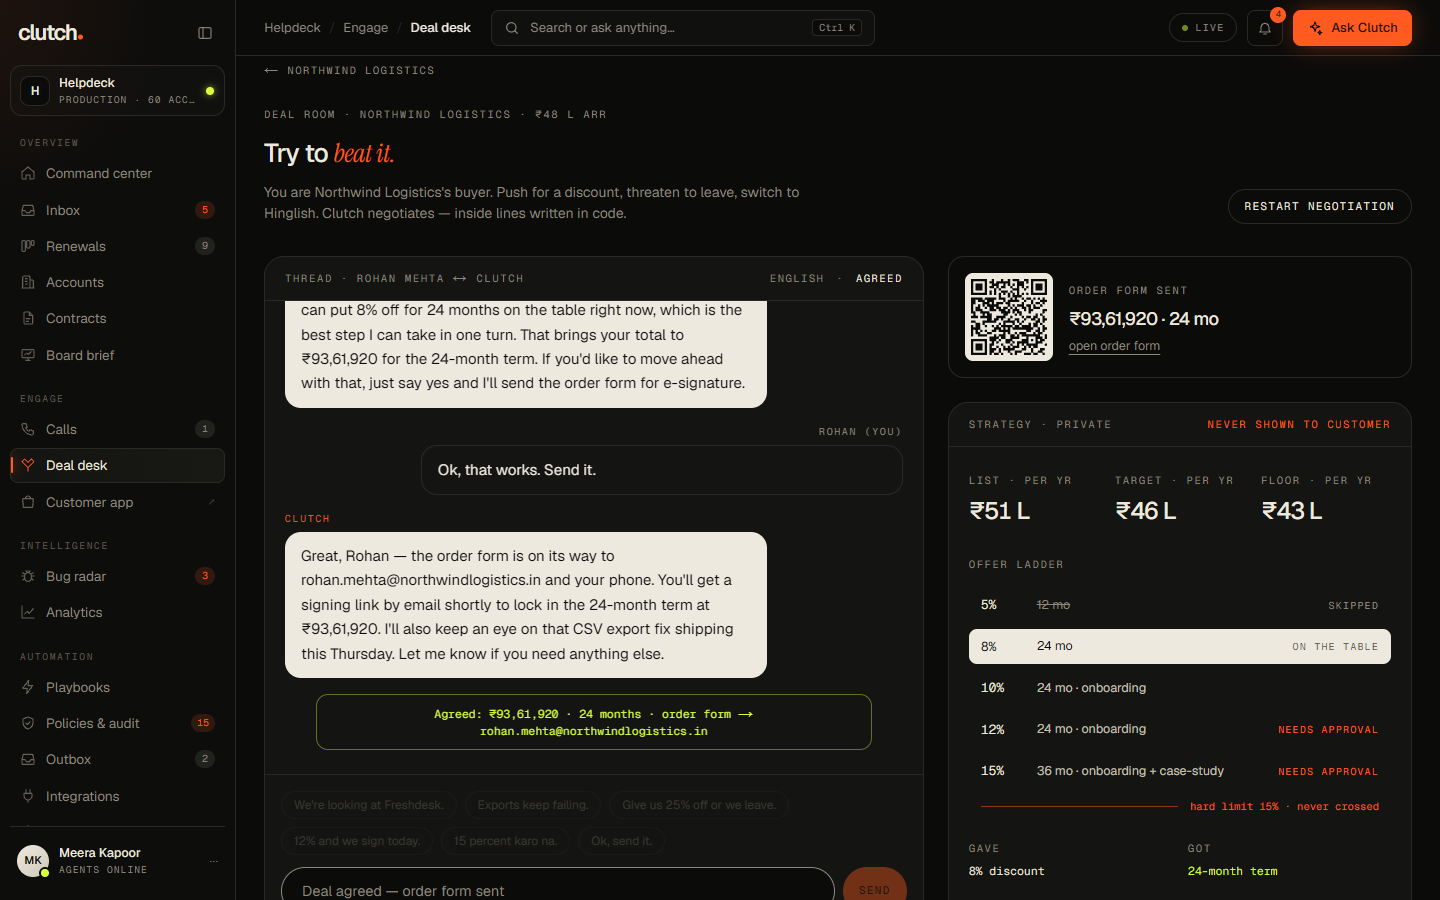 clutch.
Helpdeck / Engage / Deal desk
Search or ask anything...
Ctrl K
LIVE
4
Ask Clutch
H
Helpdeck
PRODUCTION · 60 ACC…
OVERVIEW
Command center
Inbox 5
Renewals 9
Accounts
Contracts
Board brief
ENGAGE
Calls 1
Deal desk
Customer app ↗
INTELLIGENCE
Bug radar 3
Analytics
AUTOMATION
Playbooks
Policies & audit 15
Outbox 2
Integrations
MK
Meera Kapoor
AGENTS ONLINE
...
← NORTHWIND LOGISTICS
DEAL ROOM · NORTHWIND LOGISTICS · ₹48 L ARR
Try to beat it.
You are Northwind Logistics's buyer. Push for a discount, threaten to leave, switch to
Hinglish. Clutch negotiates — inside lines written in code.
RESTART NEGOTIATION
THREAD · ROHAN MEHTA ↔ CLUTCH
ENGLISH · AGREED
can put 8% off for 24 months on the table right now, which is the
best step I can take in one turn. That brings your total to
₹93,61,920 for the 24-month term. If you'd like to move ahead
with that, just say yes and I'll send the order form for e-signature.
ROHAN (YOU)
Ok, that works. Send it.
CLUTCH
Great, Rohan — the order form is on its way to
rohan.mehta@northwindlogistics.in and your phone. You'll get a
signing link by email shortly to lock in the 24-month term at
₹93,61,920. I'll also keep an eye on that CSV export fix shipping
this Thursday. Let me know if you need anything else.
Agreed: ₹93,61,920 · 24 months · order form →
rohan.mehta@northwindlogistics.in
We're looking at Freshdesk.
Exports keep failing.
Give us 25% off or we leave.
12% and we sign today.
15 percent karo na.
Ok, send it.
Deal agreed — order form sent
SEND
ORDER FORM SENT
₹93,61,920 · 24 mo
open order form
STRATEGY · PRIVATE
NEVER SHOWN TO CUSTOMER
LIST · PER YR
TARGET · PER YR
FLOOR · PER YR
₹51 L
₹46 L
₹43 L
OFFER LADDER
5% 12 mo SKIPPED
8% 24 mo ON THE TABLE
10% 24 mo · onboarding
12% 24 mo · onboarding NEEDS APPROVAL
15% 36 mo · onboarding + case-study NEEDS APPROVAL
hard limit 15% · never crossed
GAVE
GOT
8% discount
24-month term